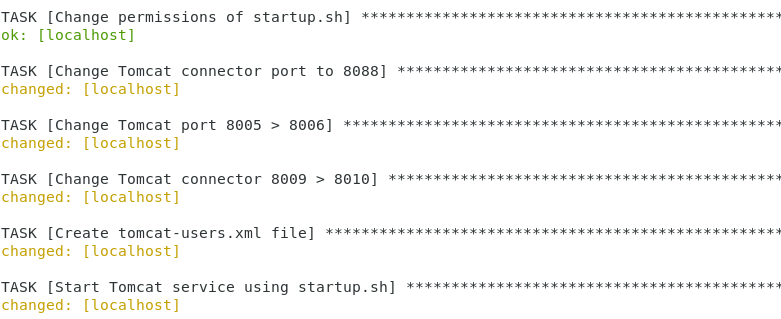 TASK [Change permissions of startup.sh] ***********************************************
ok: [localhost]
TASK [Change Tomcat connector port to 8088] *******************************************
changed: [localhost]
TASK [Change Tomcat port 8005 > 8006] *************************************************
changed: [localhost]
TASK [Change Tomcat connector 8009 > 8010] ********************************************
changed: [localhost]
TASK [Create tomcat-users.xml file] ***************************************************
changed: [localhost]
TASK [Start Tomcat service using startup.sh] ******************************************
changed: [localhost]